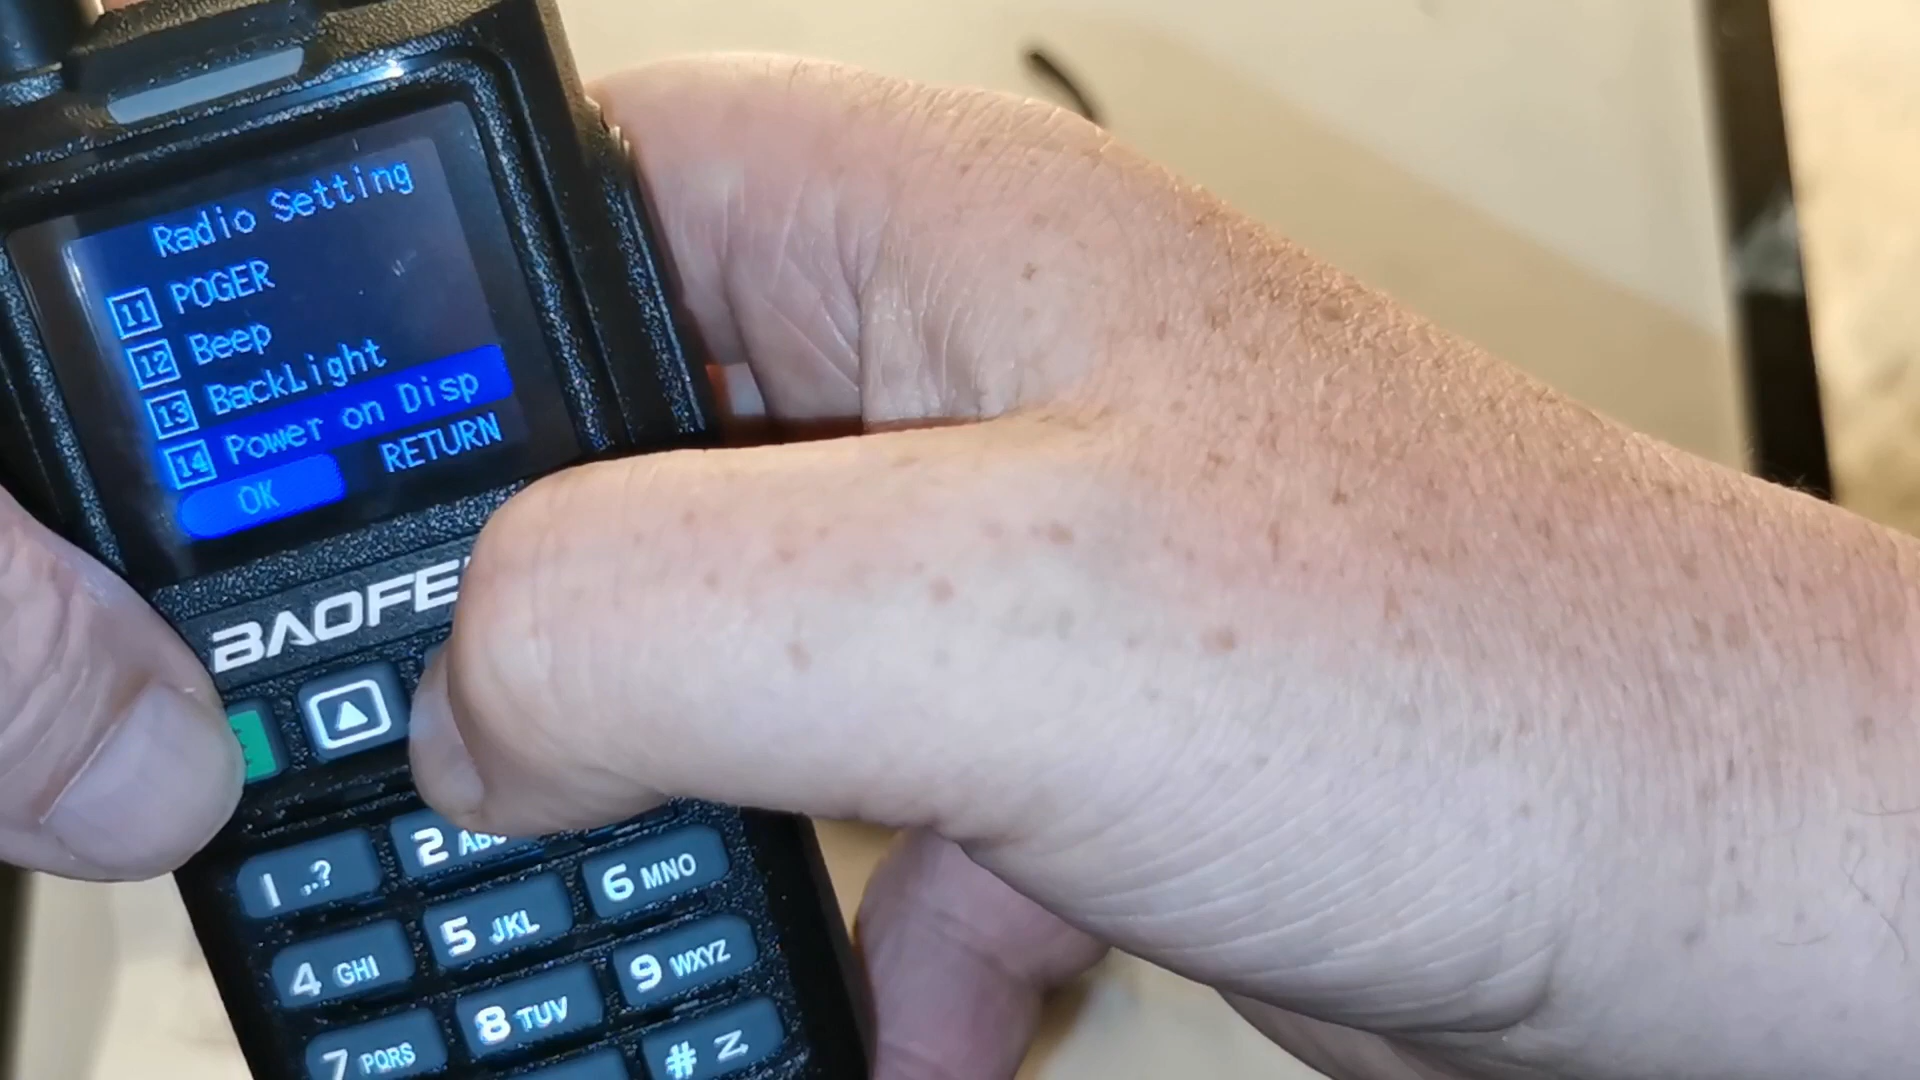 Radio Setting
11 POGER
12 Beep
13 BackLight
14 Power on Disp
OK RETURN
BAOFE
1 ,.?
2 ABC
4 GHI
5 JKL
6 MNO
7 PQRS
8 TUV
9 WXYZ
#